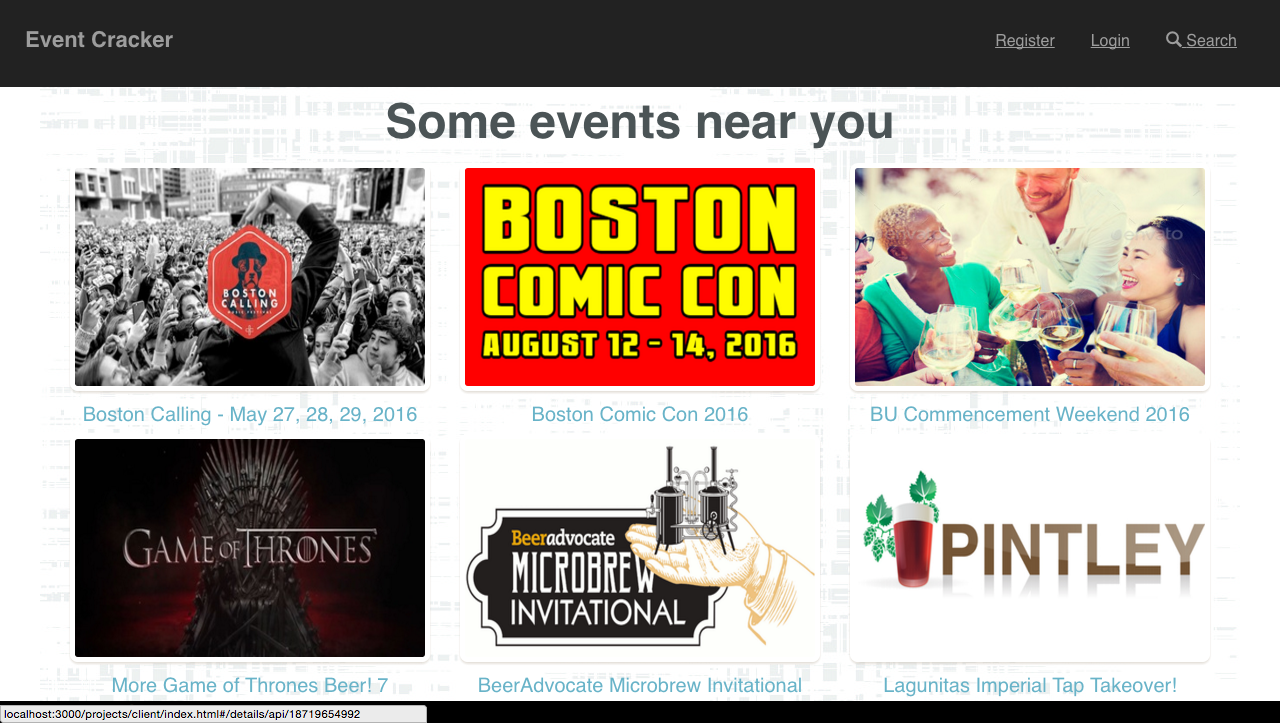 Event Cracker
Register
Login
Search
Some events near you
BOSTON
CALLING
MUSIC FESTIVAL
BOSTON
COMIC CON
AUGUST 12 - 14, 2016
envato
Boston Calling - May 27, 28, 29, 2016
Boston Comic Con 2016
BU Commencement Weekend 2016
GAME OF THRONES
Beeradvocate
MICROBREW
INVITATIONAL
PINTLEY
More Game of Thrones Beer! 7
BeerAdvocate Microbrew Invitational
Lagunitas Imperial Tap Takeover!
localhost:3000/projects/client/index.html#/details/api/18719654992